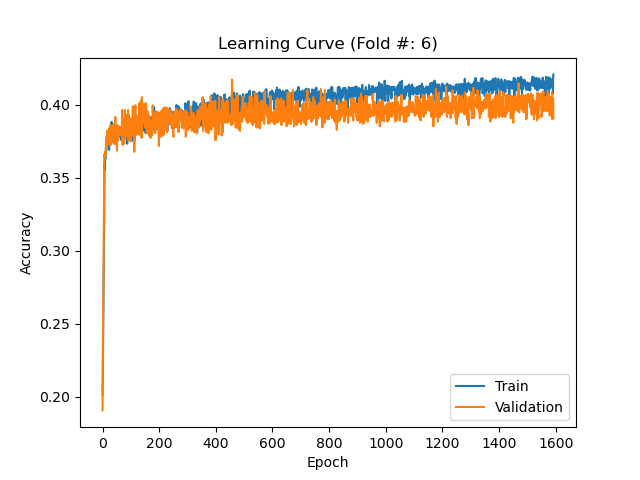 Learning Curve (Fold #: 6)
Accuracy
0.40
0.35
0.30
0.25
0.20
0 200 400 600 800 1000 1200 1400 1600
Epoch
Train
Validation